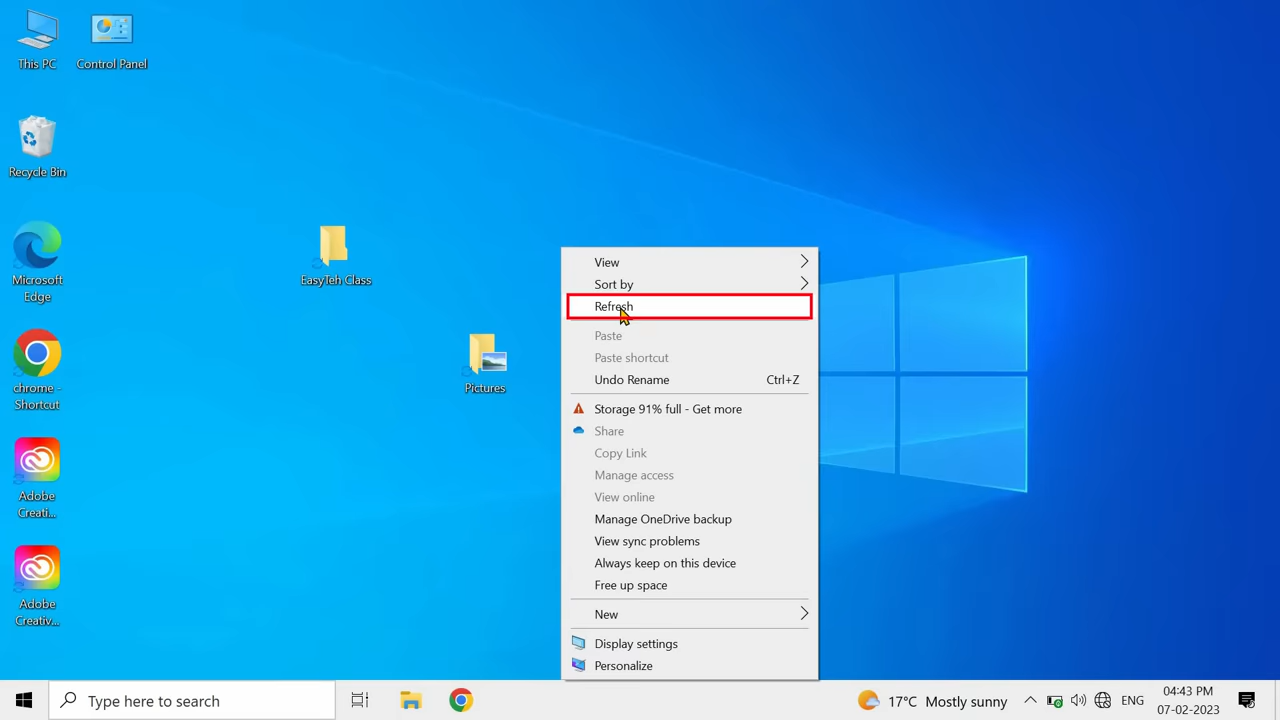 This PC
Control Panel
Recycle Bin
Microsoft
Edge
chrome -
Shortcut
Adobe
Creati...
Adobe
Creativ...
EasyTeh Class
Pictures
View
Sort by
Refresh
Paste
Paste shortcut
Undo Rename Ctrl+Z
Storage 91% full - Get more
Share
Copy Link
Manage access
View online
Manage OneDrive backup
View sync problems
Always keep on this device
Free up space
New
Display settings
Personalize
Type here to search
17°C Mostly sunny
ENG
04:43 PM
07-02-2023